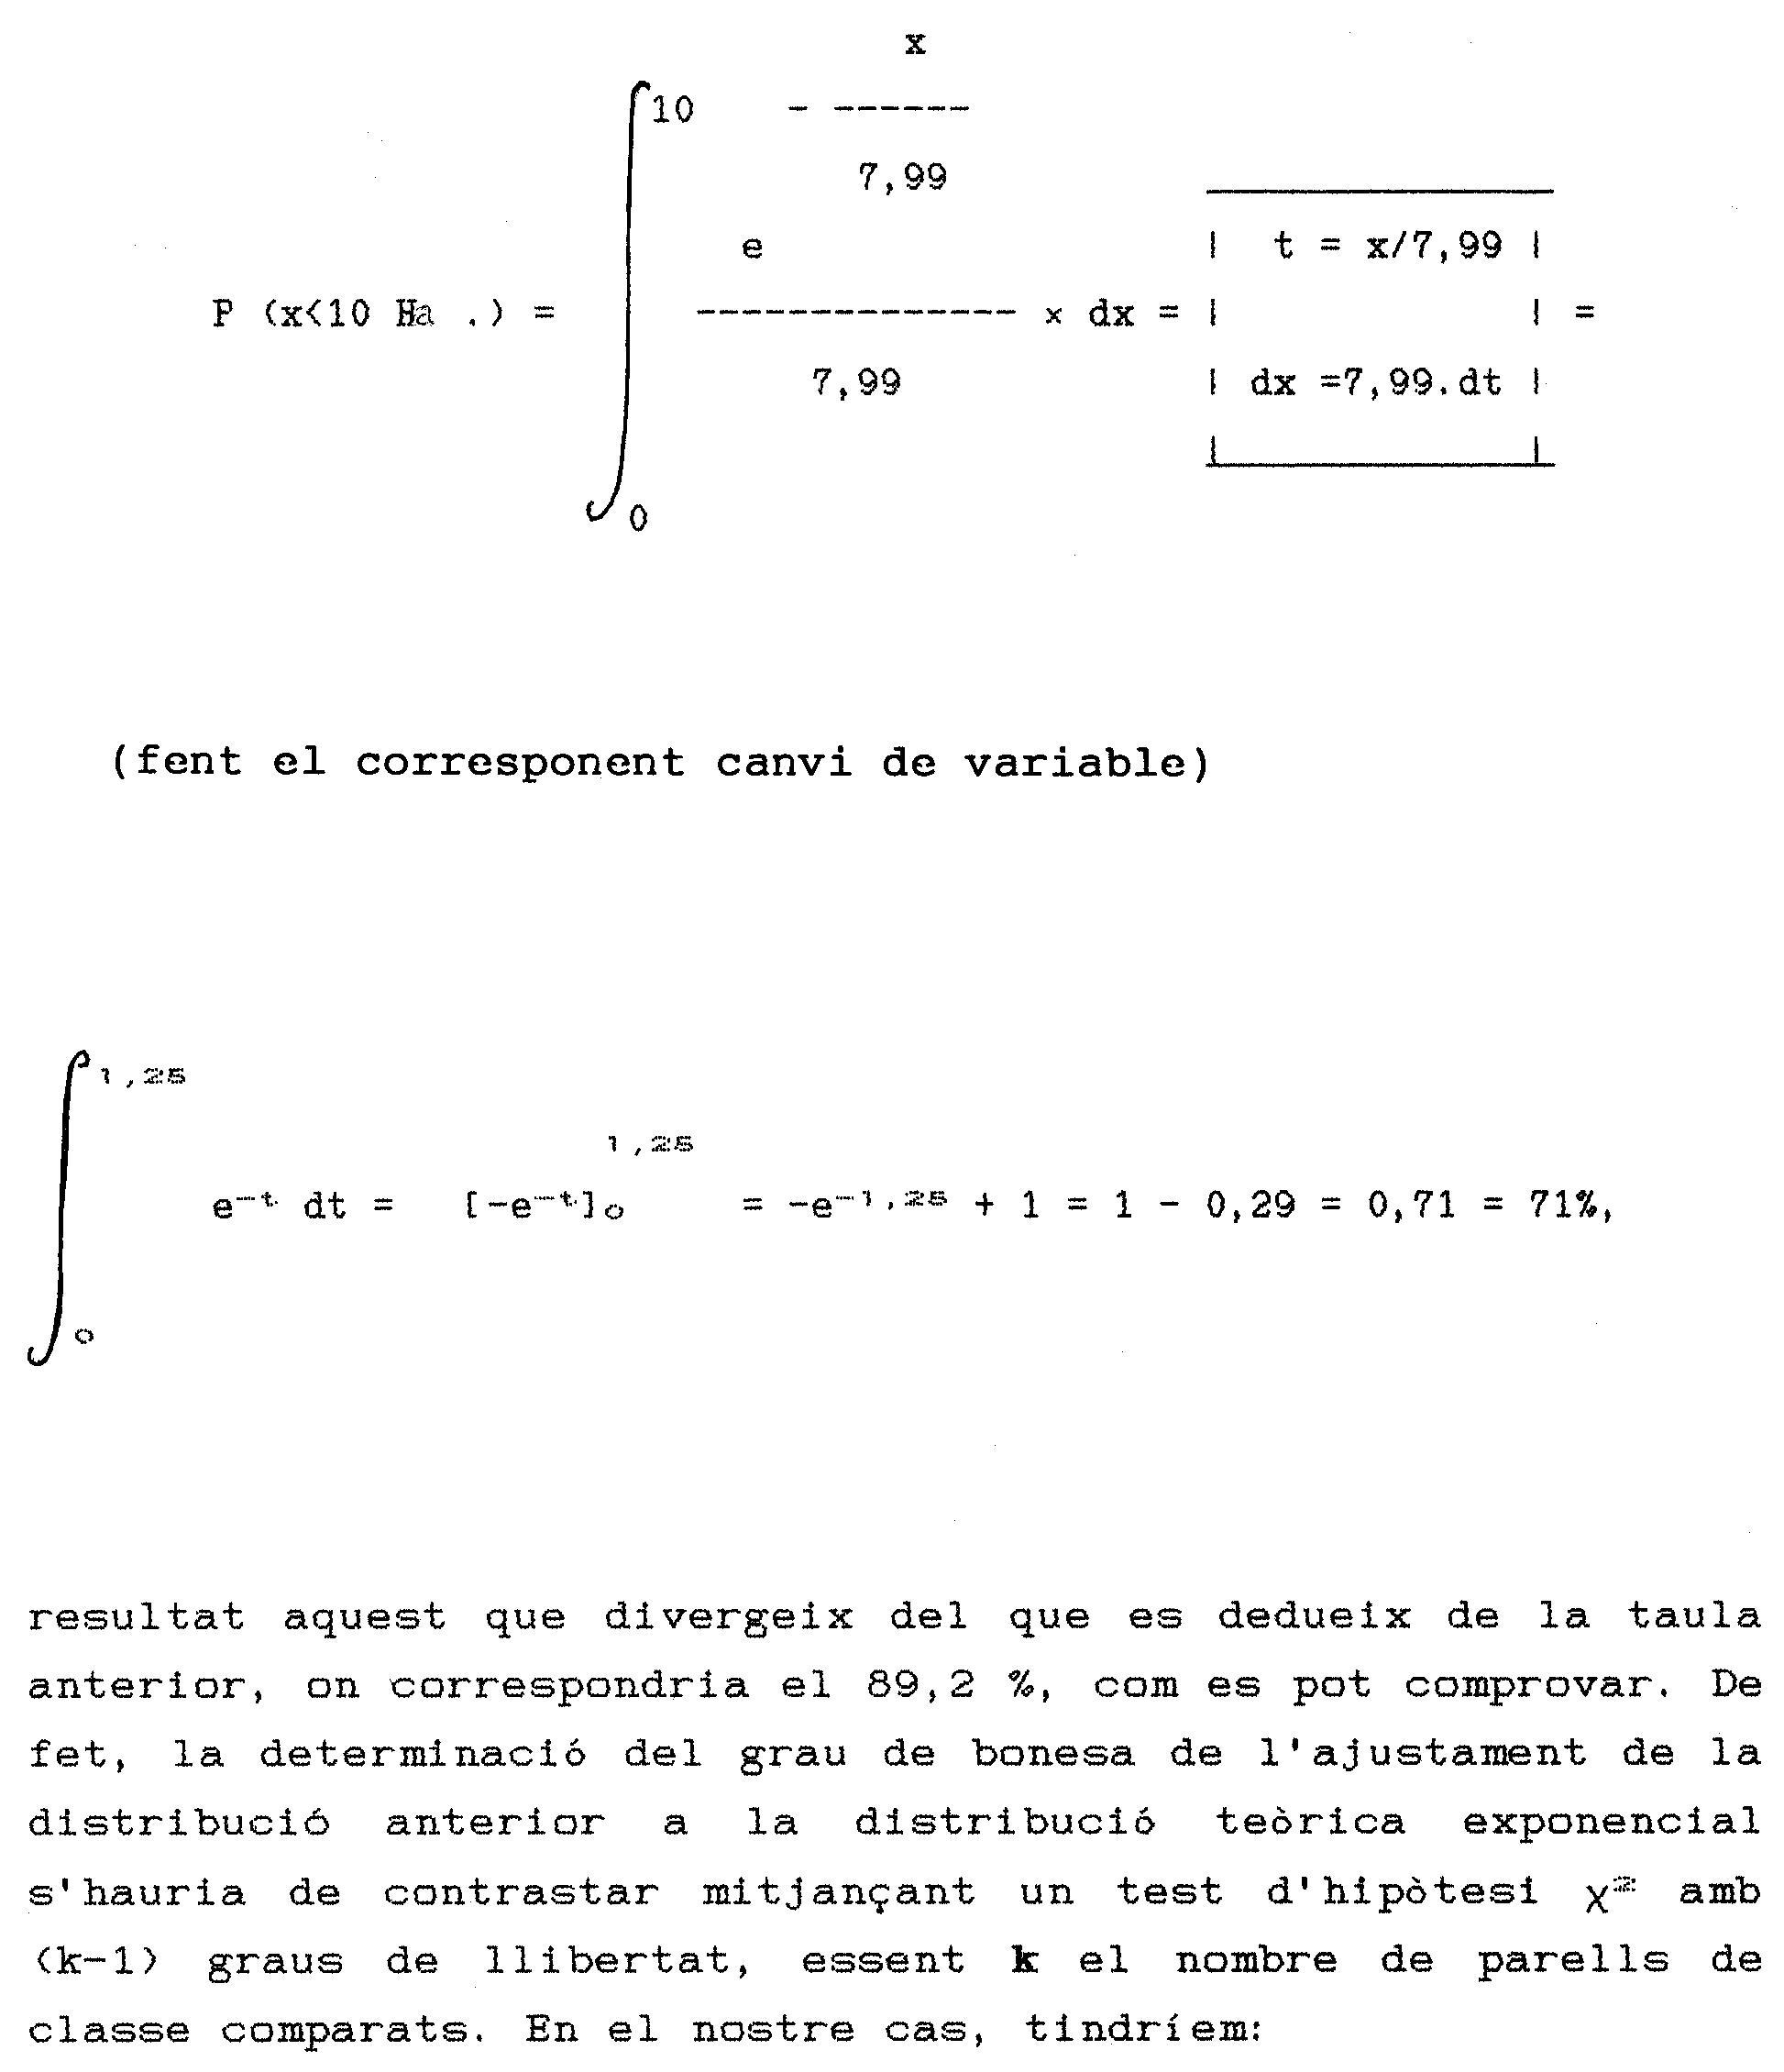 x
10 - ------
7,99
e | t = x/7,99 |
P (x<10 Ha .) = ∫ -------------- × dx = | | =
7,99 | dx =7,99.dt |
0
(fent el corresponent canvi de variable)
∫ 1,25
1,25
e⁻ᵗ dt = [-e⁻ᵗ]₀ = -e⁻¹,²⁵ + 1 = 1 - 0,29 = 0,71 = 71%,
0
resultat aquest que divergeix del que es dedueix de la taula
anterior, on correspondria el 89,2 %, com es pot comprovar. De
fet, la determinació del grau de bonesa de l'ajustament de la
distribució anterior a la distribució teòrica exponencial
s'hauria de contrastar mitjançant un test d'hipòtesi χ² amb
(k-1) graus de llibertat, essent k el nombre de parells de
classe comparats. En el nostre cas, tindríem: